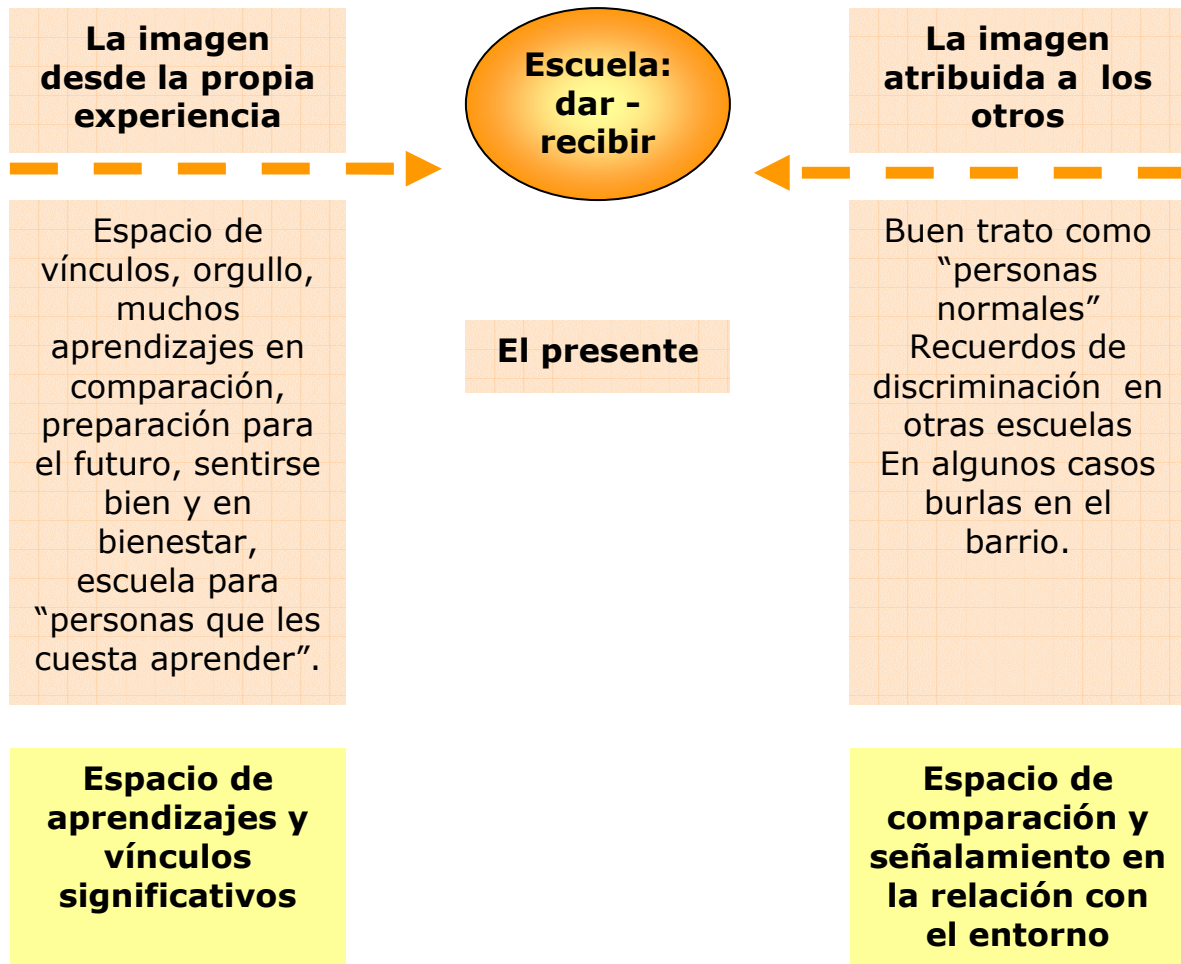 La imagen
desde la propia
experiencia
Escuela:
dar –
recibir
La imagen
atribuida a  los
otros
Espacio de
vínculos, orgullo,
muchos
aprendizajes en
comparación,
preparación para
el futuro, sentirse
bien y en
bienestar,
escuela para
“personas que les
cuesta aprender”.
El presente
Buen trato como
“personas
normales”
Recuerdos de
discriminación  en
otras escuelas
En algunos casos
burlas en el
barrio.
Espacio de
aprendizajes y
vínculos
significativos
Espacio de
comparación y
señalamiento en
la relación con
el entorno